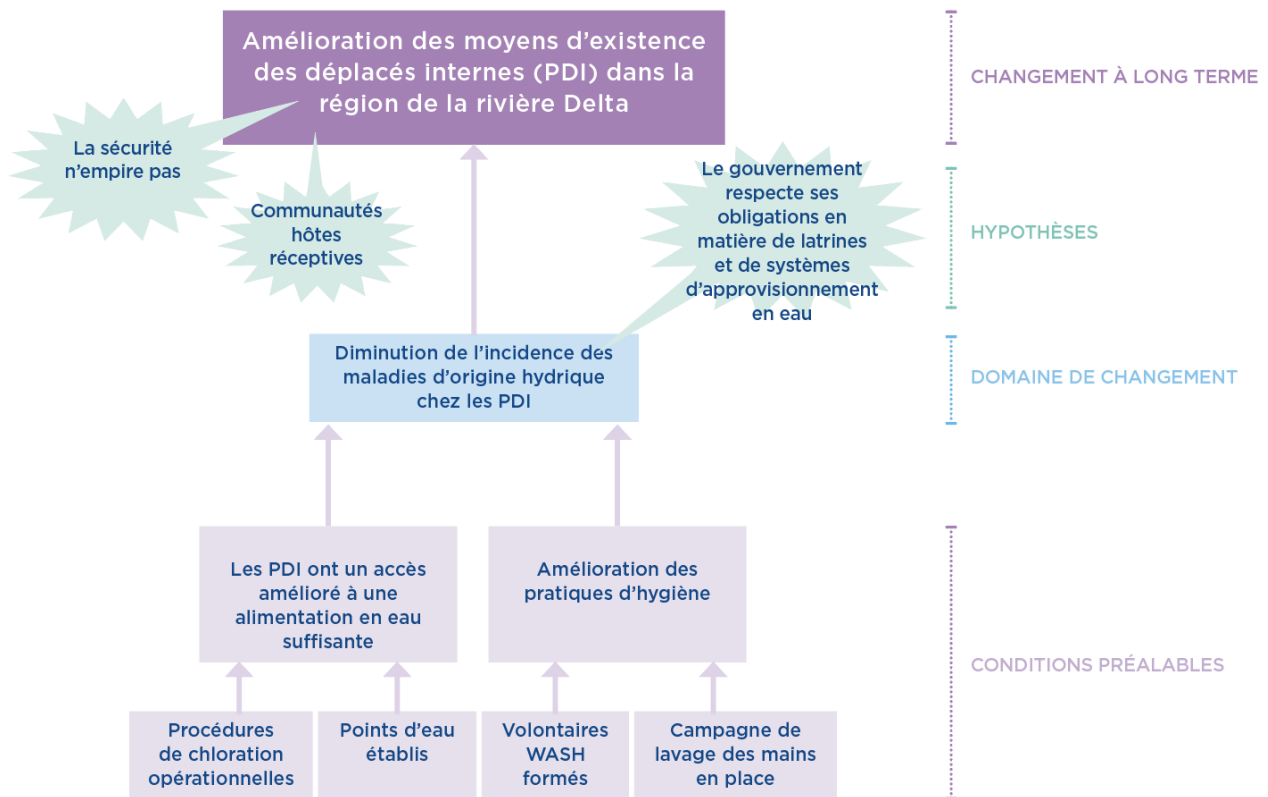 Amélioration des moyens d’existence
des déplacés internes (PDI) dans la
région de la rivière Delta
CHANGEMENT À LONG TERME
La sécurité
n’empire pas
Communautés
hôtes
réceptives
Le gouvernement
respecte ses
obligations en
matière de latrines
et de systèmes
d’approvisionnement
en eau
HYPOTHÈSES
Diminution de l’incidence des
maladies d’origine hydrique
chez les PDI
DOMAINE DE CHANGEMENT
Les PDI ont un accès
amélioré à une
alimentation en eau
suffisante
Amélioration des
pratiques d’hygiène
CONDITIONS PRÉALABLES
Procédures
de chloration
opérationnelles
Points d’eau
établis
Volontaires
WASH
formés
Campagne de
lavage des mains
en place